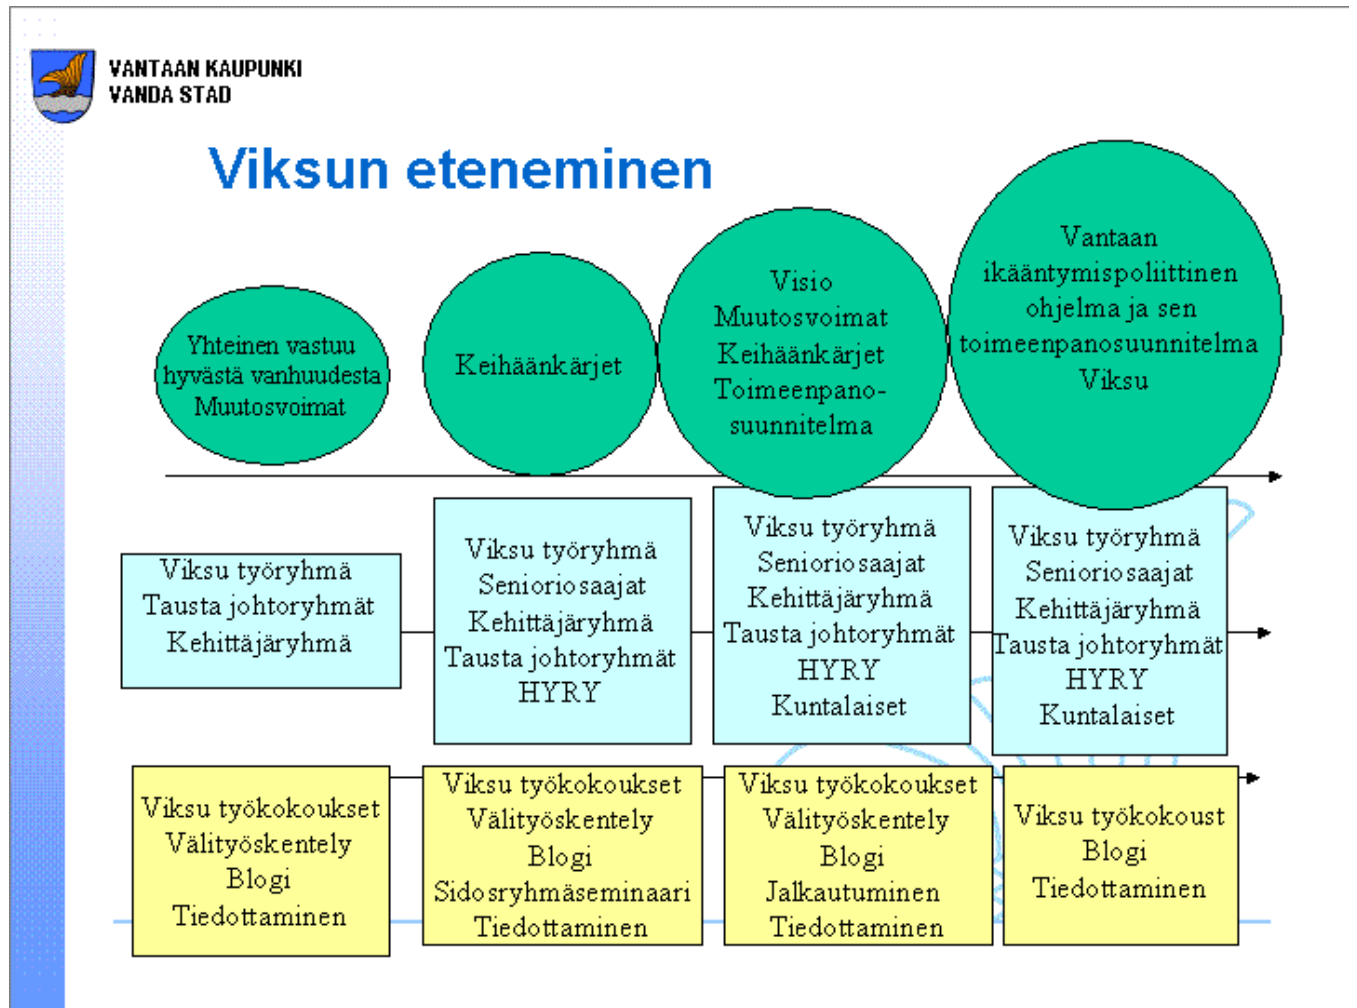 VANTAAN KAUPUNKI
VANDA STAD
Viksun eteneminen
Yhteinen vastuu
hyvästä vanhuudesta
Muutosvoimat
Keihäänkärjet
Visio
Muutosvoimat
Keihäänkärjet
Toimeenpano-
suunnitelma
Vantaan
ikääntymispoliittinen
ohjelma ja sen
toimeenpanosuunnitelma
Viksu
Viksu työryhmä
Tausta johtoryhmät
Kehittäjäryhmä
Viksu työryhmä
Senioriosaajat
Kehittäjäryhmä
Tausta johtoryhmät
HYRY
Viksu työryhmä
Senioriosaajat
Kehittäjäryhmä
Tausta johtoryhmät
HYRY
Kuntalaiset
Viksu työryhmä
Senioriosaajat
Kehittäjäryhmä
Tausta johtoryhmät
HYRY
Kuntalaiset
Viksu työkokoukset
Välityöskentely
Blogi
Tiedottaminen
Viksu työkokoukset
Välityöskentely
Blogi
Sidosryhmäseminaari
Tiedottaminen
Viksu työkokoukset
Välityöskentely
Blogi
Jalkautuminen
Tiedottaminen
Viksu työkokoust
Blogi
Tiedottaminen